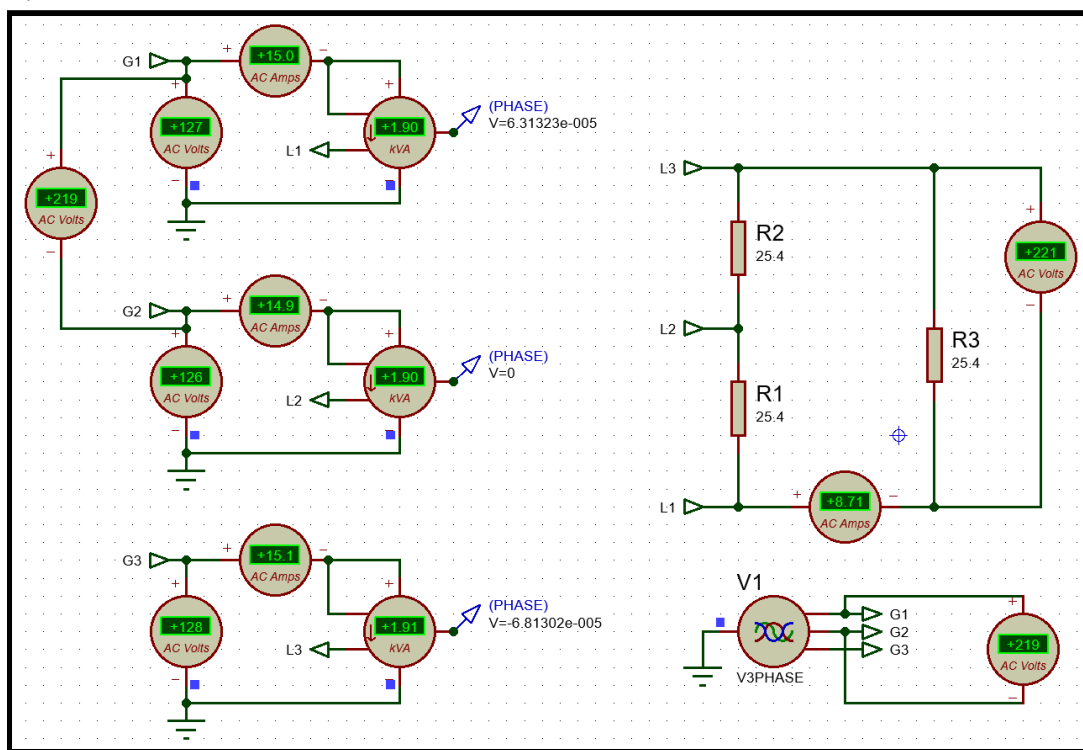 G1
+15.0
AC Amps
+127
AC Volts
+1.90
kVA
L1
(PHASE)
V=6.31323e-005
+219
AC Volts
G2
+14.9
AC Amps
+126
AC Volts
+1.90
kVA
L2
(PHASE)
V=0
G3
+15.1
AC Amps
+128
AC Volts
+1.91
kVA
L3
(PHASE)
V=-6.81302e-005
L3
R2
25.4
+221
AC Volts
L2
R3
25.4
R1
25.4
L1
+8.71
AC Amps
V1
V3PHASE
G1
G2
G3
+219
AC Volts